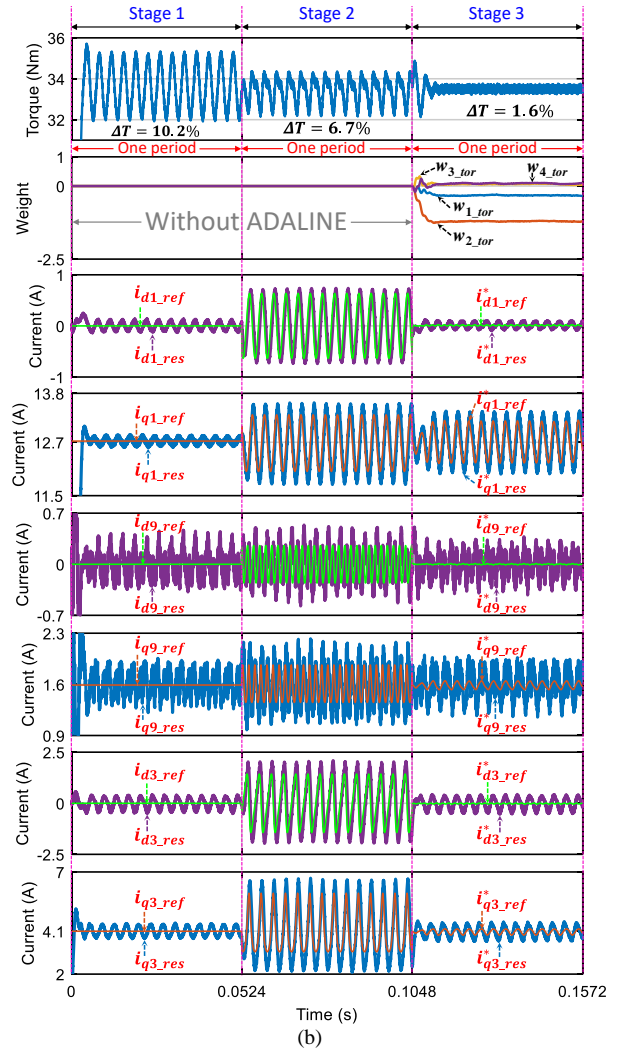 Stage 1 Stage 2 Stage 3
36
34
32
Torque (Nm)
ΔT = 10.2% ΔT = 6.7% ΔT = 1.6%
One period One period One period
1
0
-2.5
Weight
Without ADALINE
w3_tor w4_tor
w1_tor
w2_tor
1
0
-1
Current (A)
id1_ref i*d1_ref
id1_res i*d1_res
13.8
12.7
11.5
Current (A)
iq1_ref i*q1_ref
iq1_res i*q1_res
0.7
0
-0.7
Current (A)
id9_ref i*d9_ref
id9_res i*d9_res
2.3
1.6
0.9
Current (A)
iq9_ref i*q9_ref
iq9_res i*q9_res
2.5
0
-2.5
Current (A)
id3_ref i*d3_ref
id3_res i*d3_res
7
4.1
2
Current (A)
iq3_ref i*q3_ref
iq3_res i*q3_res
0 0.0524 0.1048 0.1572
Time (s)
(b)